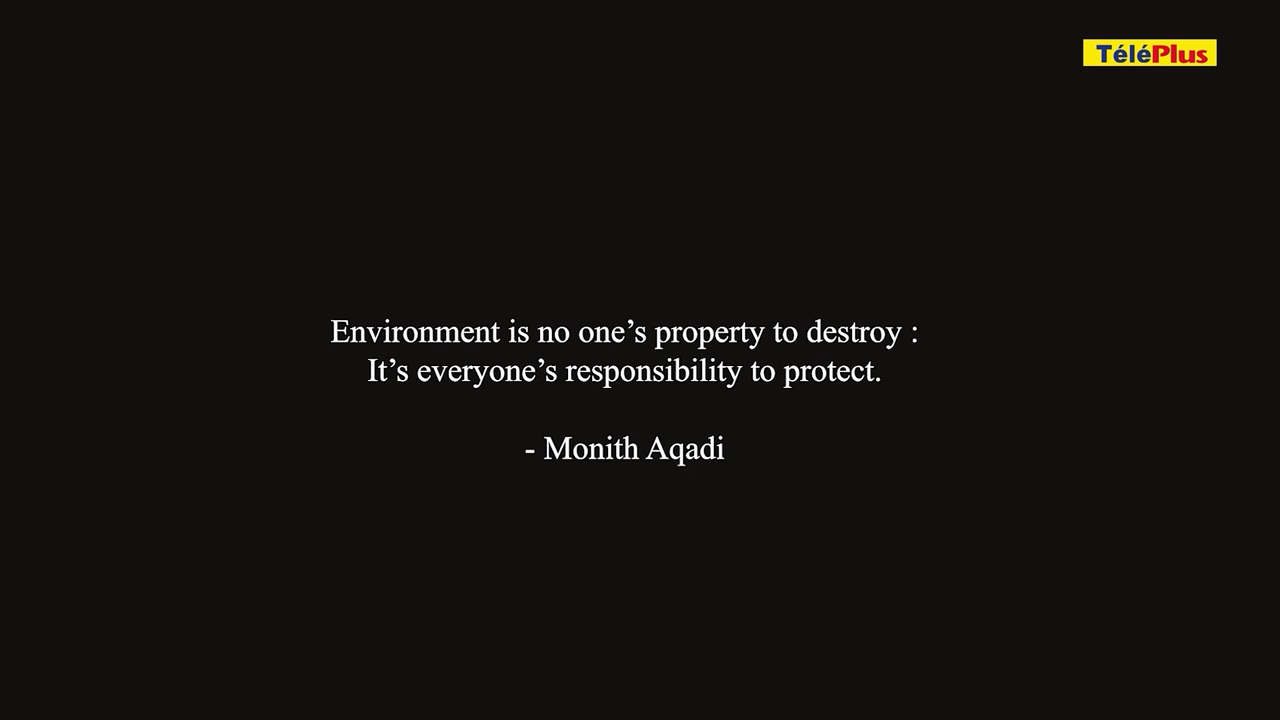 TéléPlus
Environment is no one’s property to destroy :
It’s everyone’s responsibility to protect.
- Monith Aqadi